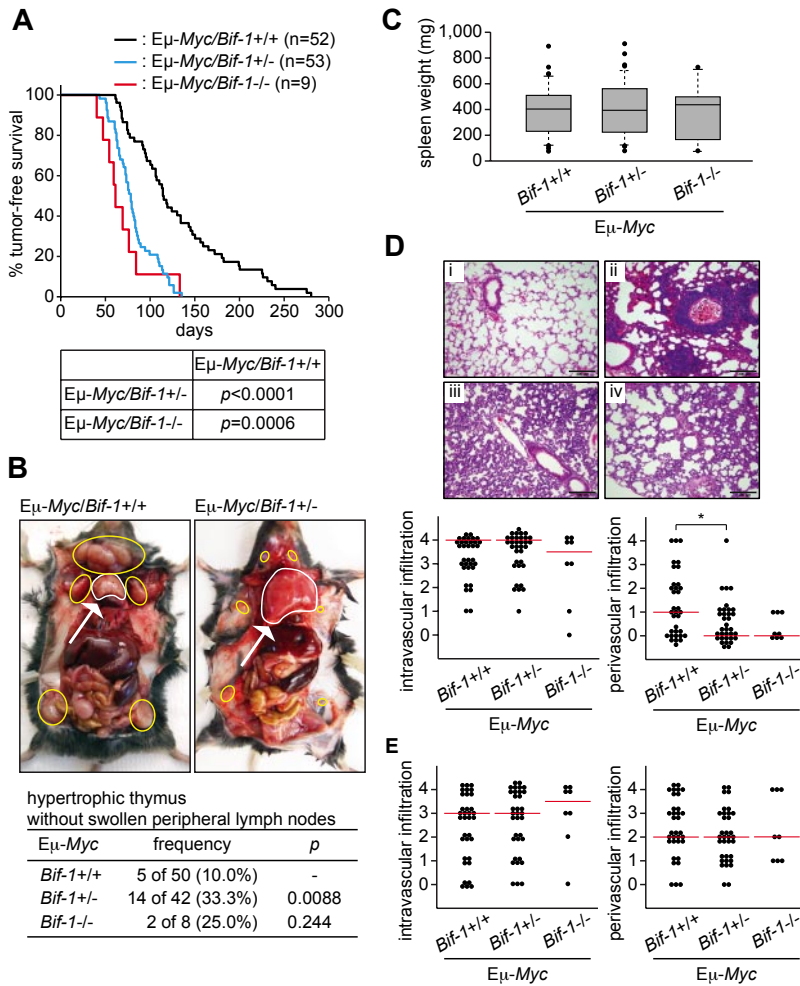 A
: Eμ-Myc/Bif-1+/+ (n=52)
: Eμ-Myc/Bif-1+/- (n=53)
: Eμ-Myc/Bif-1-/- (n=9)
% tumor-free survival
100
80
60
40
20
0
0 50 100 150 200 250 300
days
Eμ-Myc/Bif-1+/+
Eμ-Myc/Bif-1+/- p<0.0001
Eμ-Myc/Bif-1-/- p=0.0006
B
Eμ-Myc/Bif-1+/+ Eμ-Myc/Bif-1+/-
hypertrophic thymus
without swollen peripheral lymph nodes
Eμ-Myc frequency p
Bif-1+/+ 5 of 50 (10.0%) -
Bif-1+/- 14 of 42 (33.3%) 0.0088
Bif-1-/- 2 of 8 (25.0%) 0.244
C
spleen weight (mg)
1,000
800
600
400
200
0
Bif-1+/+ Bif-1+/- Bif-1-/-
Eμ-Myc
D
i ii
iii iv
intravascular infiltration
4
3
2
1
0
Bif-1+/+ Bif-1+/- Bif-1-/-
Eμ-Myc
perivascular infiltration
4
3
2
1
0
*
Bif-1+/+ Bif-1+/- Bif-1-/-
Eμ-Myc
E
intravascular infiltration
4
3
2
1
0
Bif-1+/+ Bif-1+/- Bif-1-/-
Eμ-Myc
perivascular infiltration
4
3
2
1
0
Bif-1+/+ Bif-1+/- Bif-1-/-
Eμ-Myc